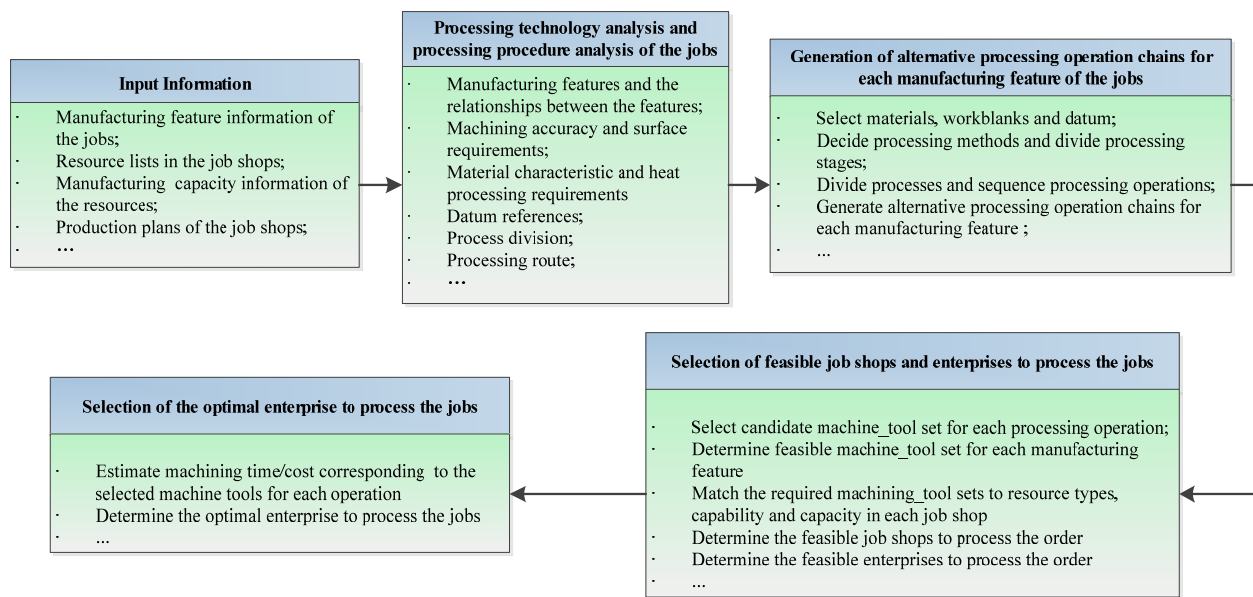 Input Information
· Manufacturing feature information of
the jobs;
· Resource lists in the job shops;
· Manufacturing capacity information of
the resources;
· Production plans of the job shops;
· ...
Processing technology analysis and
processing procedure analysis of the jobs
· Manufacturing features and the
relationships between the features;
· Machining accuracy and surface
requirements;
· Material characteristic and heat
processing requirements
· Datum references;
· Process division;
· Processing route;
· ...
Generation of alternative processing operation chains for
each manufacturing feature of the jobs
· Select materials, workblanks and datum;
· Decide processing methods and divide processing
stages;
· Divide processes and sequence processing operations;
· Generate alternative processing operation chains for
each manufacturing feature ;
· ...
Selection of feasible job shops and enterprises to process the jobs
· Select candidate machine_tool set for each processing operation;
· Determine feasible machine_tool set for each manufacturing
feature
· Match the required machining_tool sets to resource types,
capability and capacity in each job shop
· Determine the feasible job shops to process the order
· Determine the feasible enterprises to process the order
· ...
Selection of the optimal enterprise to process the jobs
· Estimate machining time/cost corresponding to the
selected machine tools for each operation
· Determine the optimal enterprise to process the jobs
· ...